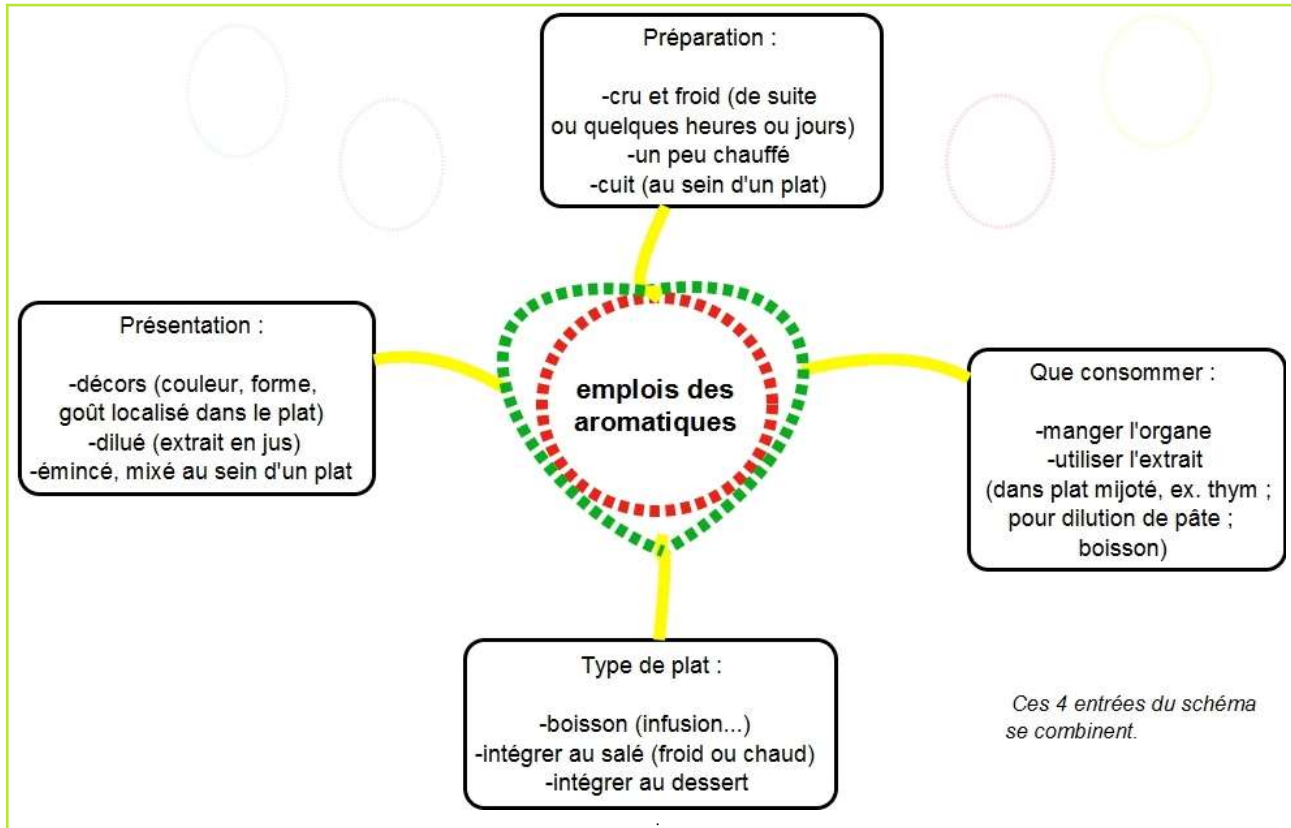 Préparation :
-cru et froid (de suite
ou quelques heures ou jours)
-un peu chauffé
-cuit (au sein d'un plat)
Présentation :
-décors (couleur, forme,
goût localisé dans le plat)
-dilué (extrait en jus)
-émincé, mixé au sein d'un plat
emplois des
aromatiques
Que consommer :
-manger l'organe
-utiliser l'extrait
(dans plat mijoté, ex. thym ;
pour dilution de pâte ;
boisson)
Type de plat :
-boisson (infusion...)
-intégrer au salé (froid ou chaud)
-intégrer au dessert
Ces 4 entrées du schéma
se combinent.